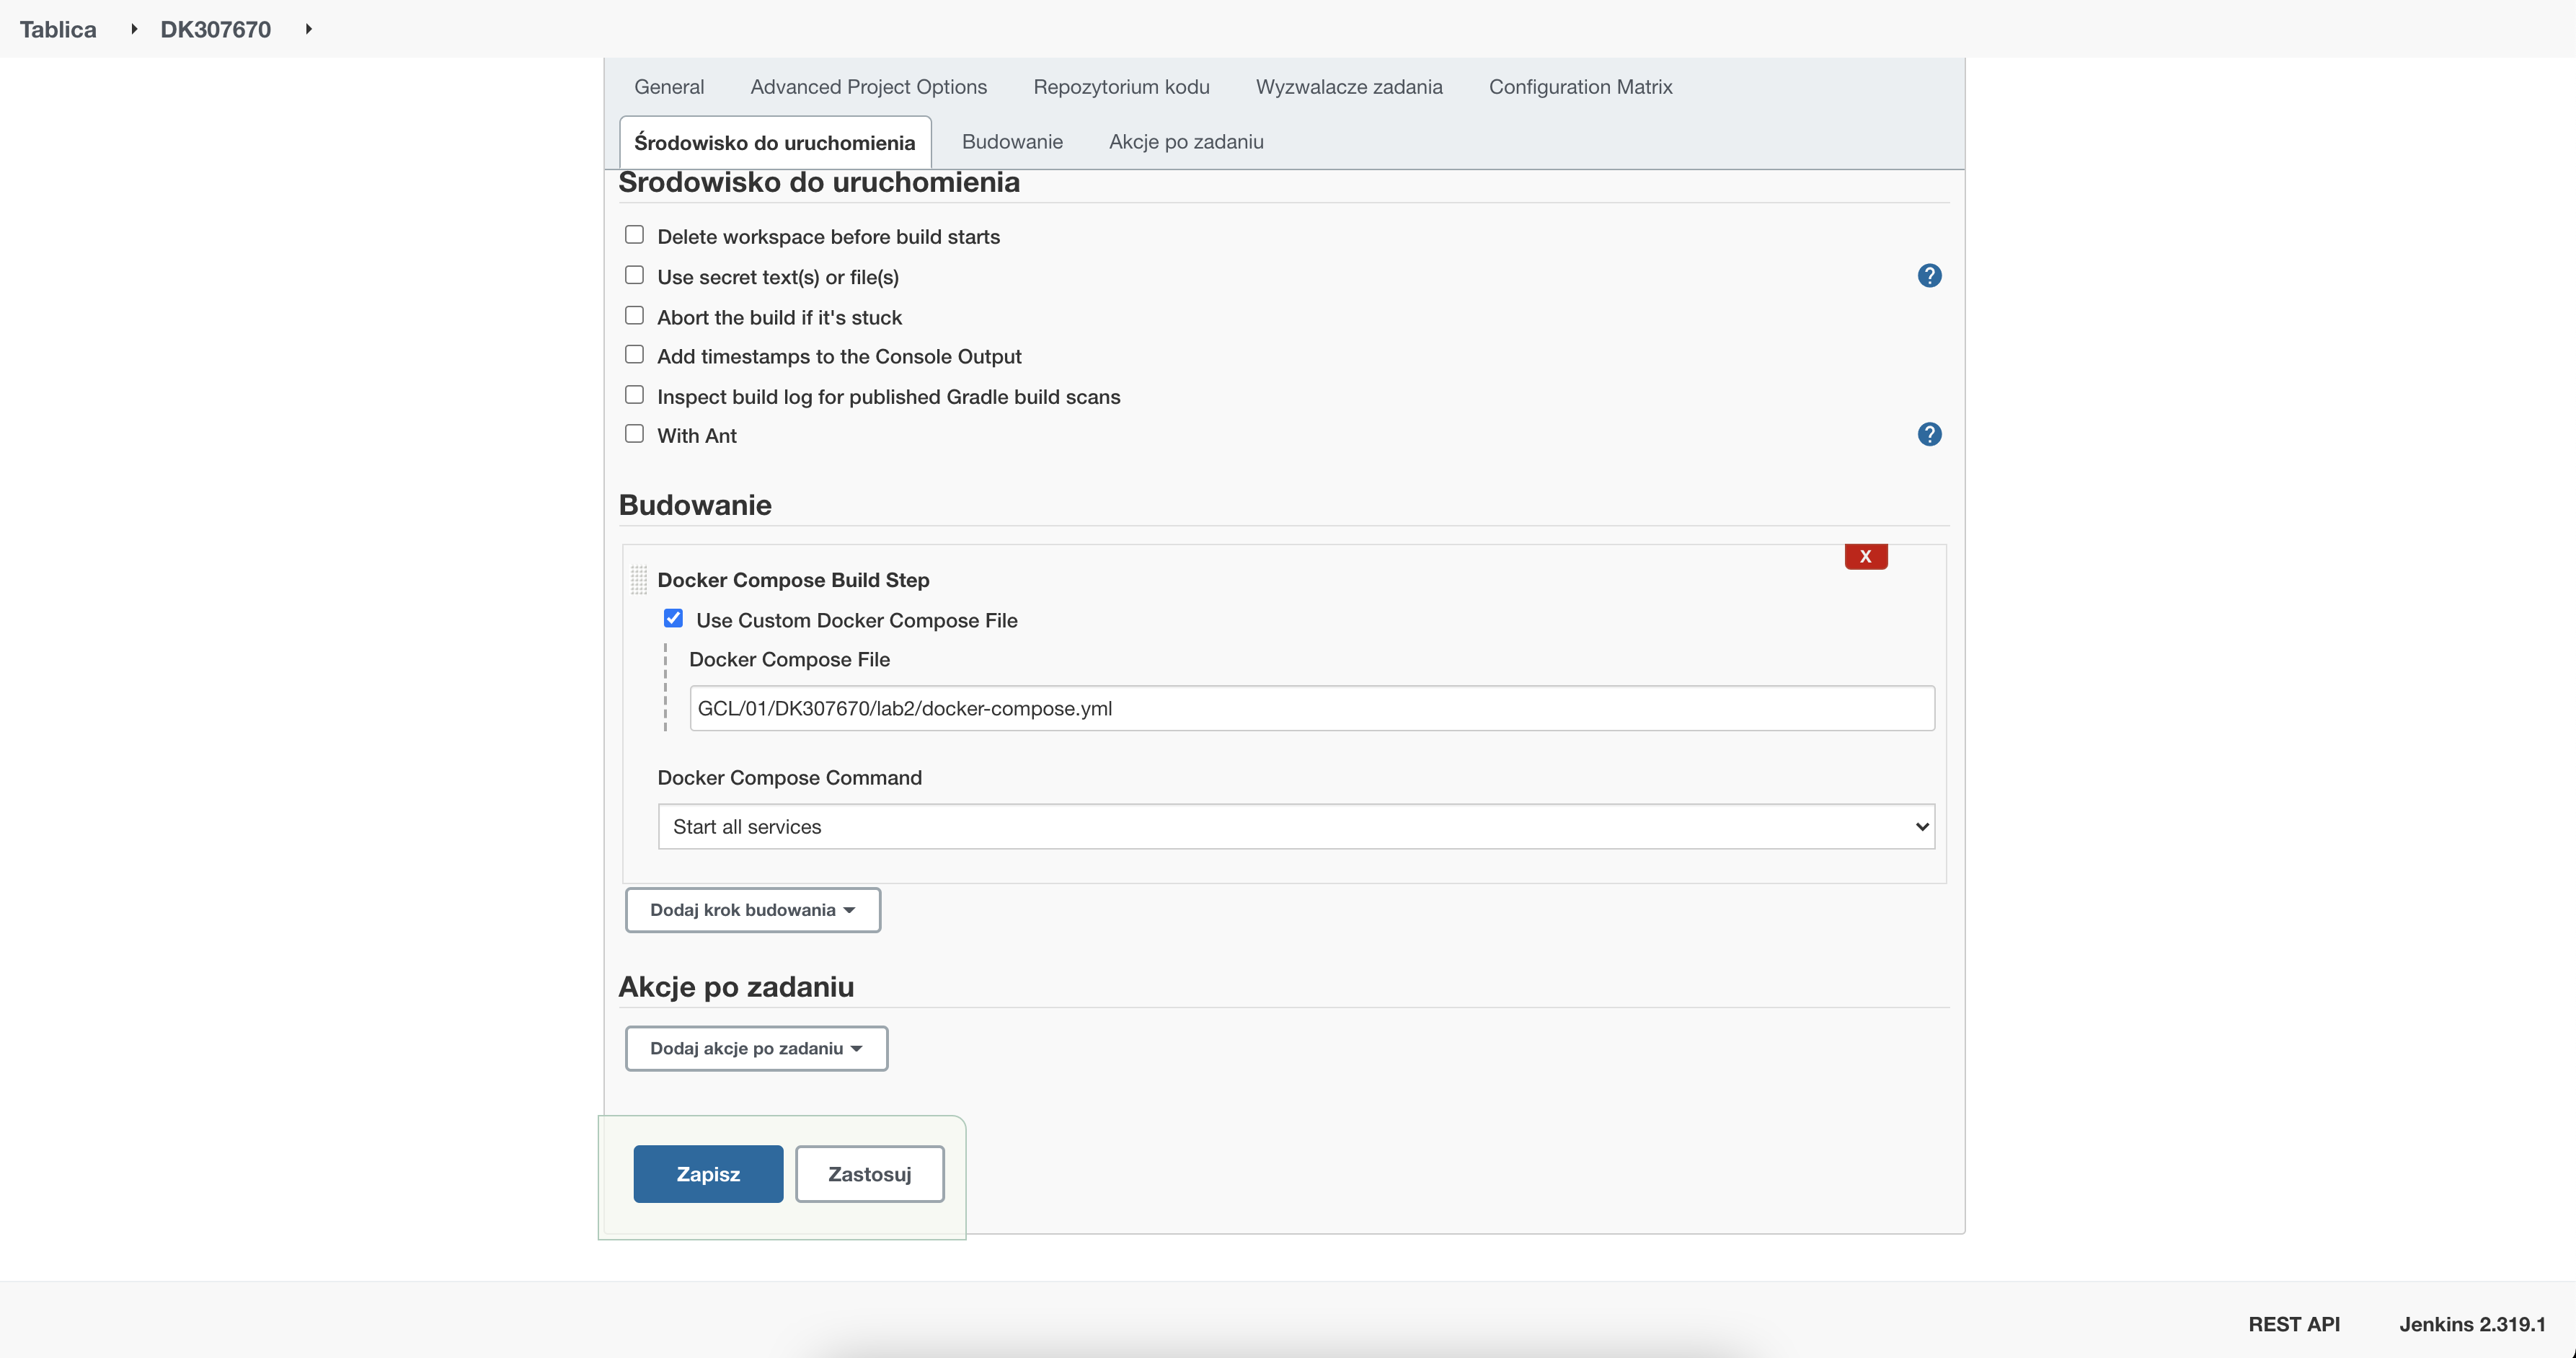 Tablica DK307670
General Advanced Project Options Repozytorium kodu Wyzwalacze zadania Configuration Matrix
Środowisko do uruchomienia Budowanie Akcje po zadaniu
Środowisko do uruchomienia
Delete workspace before build starts
Use secret text(s) or file(s) ?
Abort the build if it's stuck
Add timestamps to the Console Output
Inspect build log for published Gradle build scans
With Ant ?
Budowanie
X
Docker Compose Build Step
Use Custom Docker Compose File
Docker Compose File
GCL/01/DK307670/lab2/docker-compose.yml
Docker Compose Command
Start all services
Dodaj krok budowania
Akcje po zadaniu
Dodaj akcje po zadaniu
Zapisz Zastosuj
REST API Jenkins 2.319.1